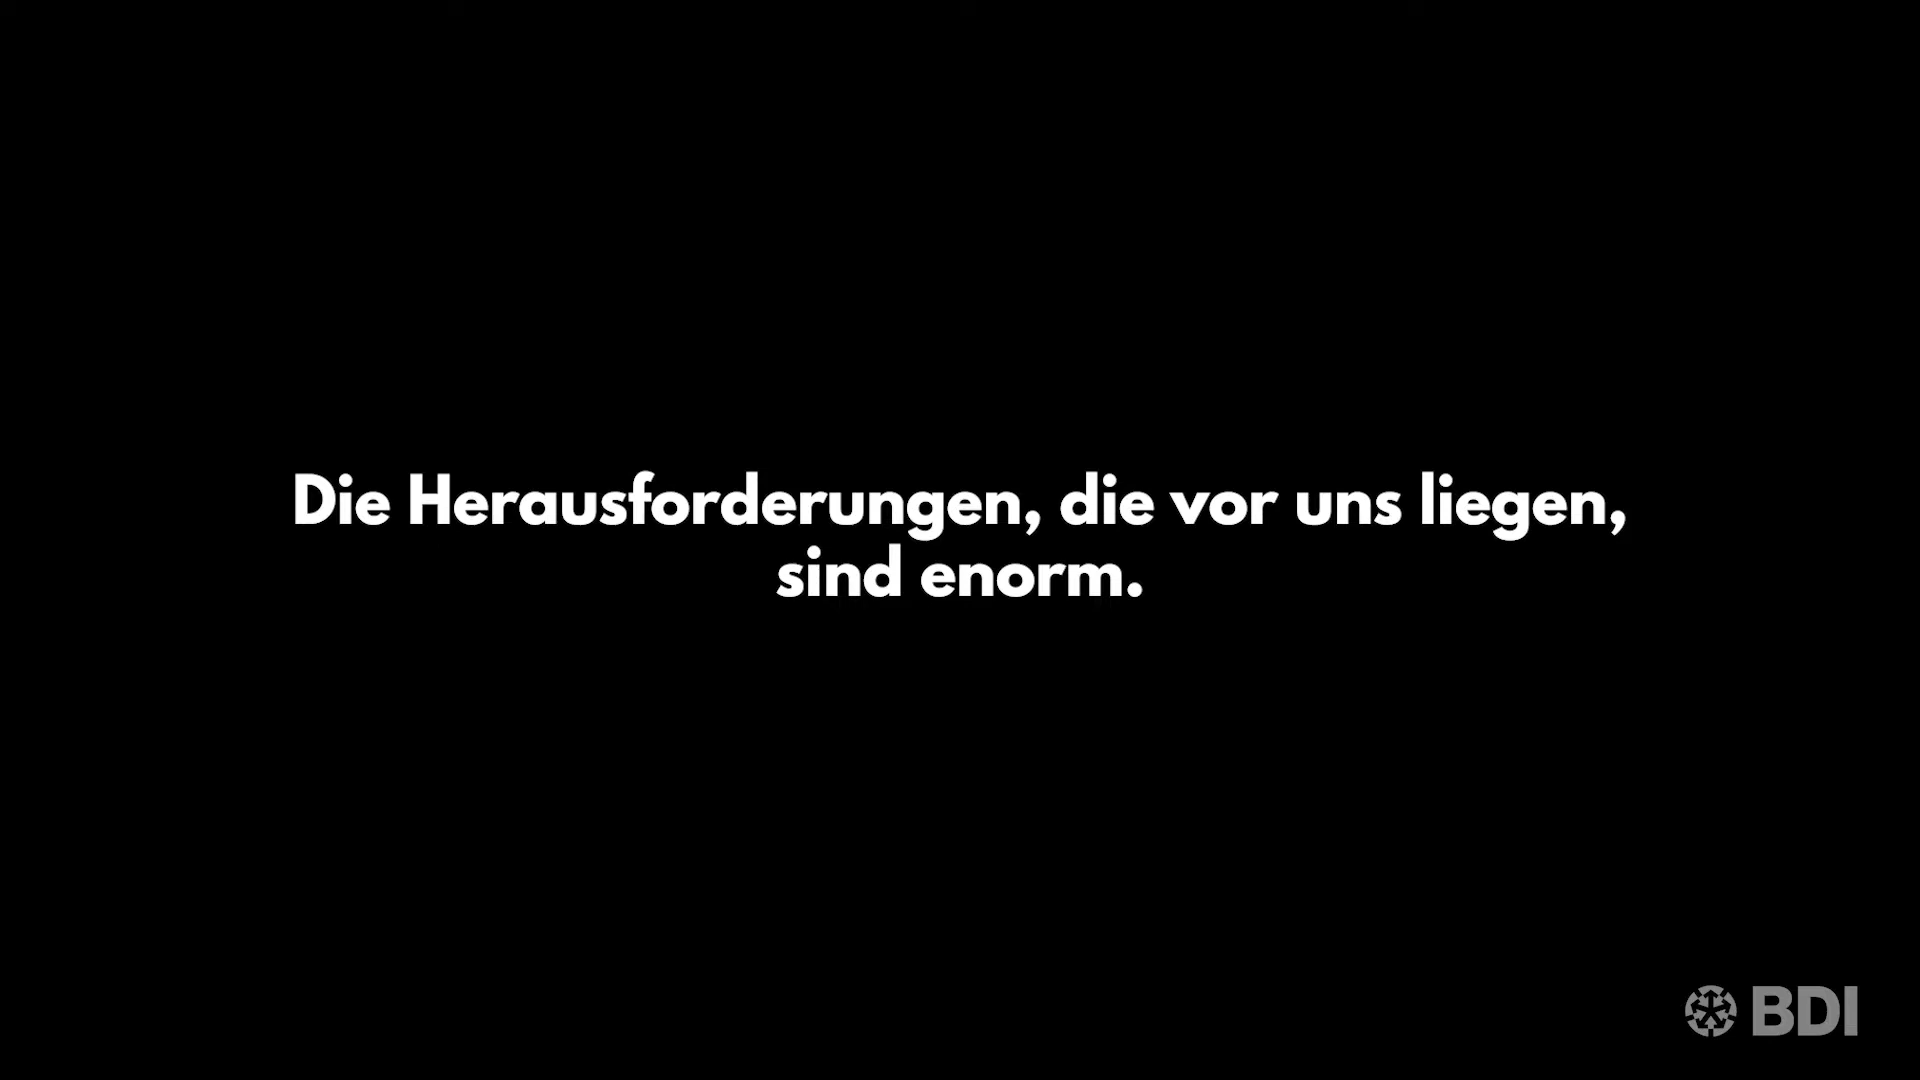 Die Herausforderungen, die vor uns liegen,
sind enorm.
BDI